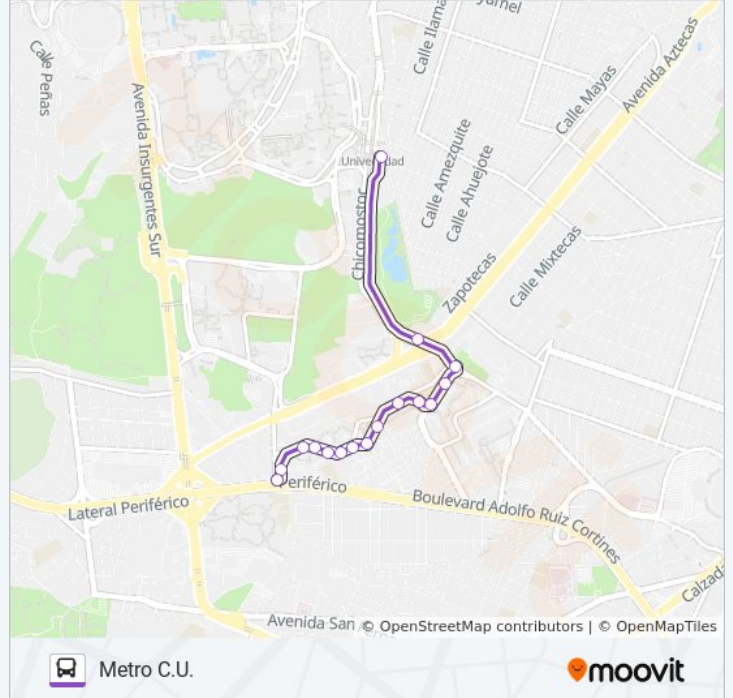 Calle Peñas
Avenida Insurgentes Sur
Calle Ilama
Calle Mayas
Avenida Aztecas
Calle Amezquite
Calle Ahuejote
Chicomostoc
Zapotecas
Calle Mixtecas
Lateral Periférico
Periférico
Boulevard Adolfo Ruiz Cortines
Calzada
Avenida San
© OpenStreetMap contributors | © OpenMapTiles
Metro C.U.
moovit